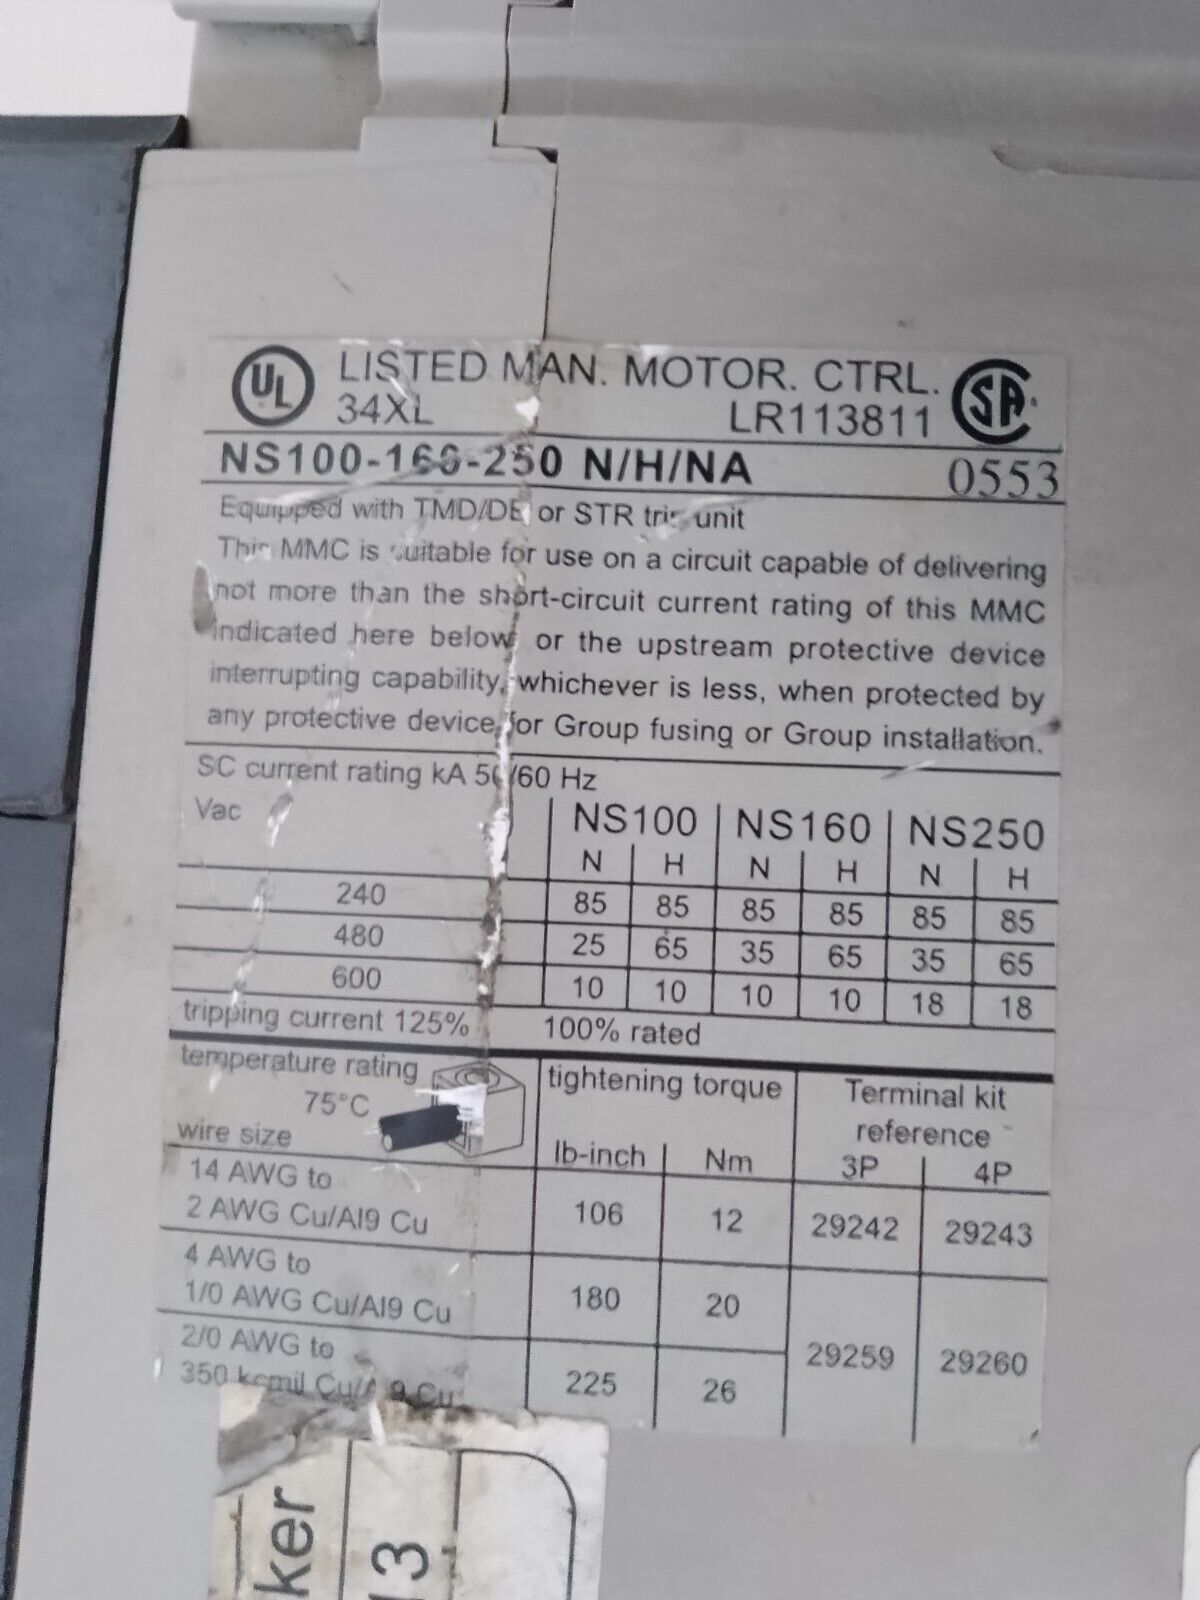 UL LISTED MAN. MOTOR. CTRL. SA
34XL LR113811
NS100-160-250 N/H/NA 0553
Equipped with TMD/DE or STR trip unit
This MMC is suitable for use on a circuit capable of delivering
not more than the short-circuit current rating of this MMC
indicated here below or the upstream protective device
interrupting capability, whichever is less, when protected by
any protective device for Group fusing or Group installation.
SC current rating kA 50/60 Hz
Vac NS100 NS160 NS250
N H N H N H
240 85 85 85 85 85 85
480 25 65 35 65 35 65
600 10 10 10 10 18 18
tripping current 125% 100% rated
temperature rating tightening torque Terminal kit
75°C reference
wire size lb-inch Nm 3P 4P
14 AWG to
2 AWG Cu/Al9 Cu 106 12 29242 29243
4 AWG to
1/0 AWG Cu/Al9 Cu 180 20
2/0 AWG to 29259 29260
350 kcmil Cu/Al9 Cu 225 26
ker
13